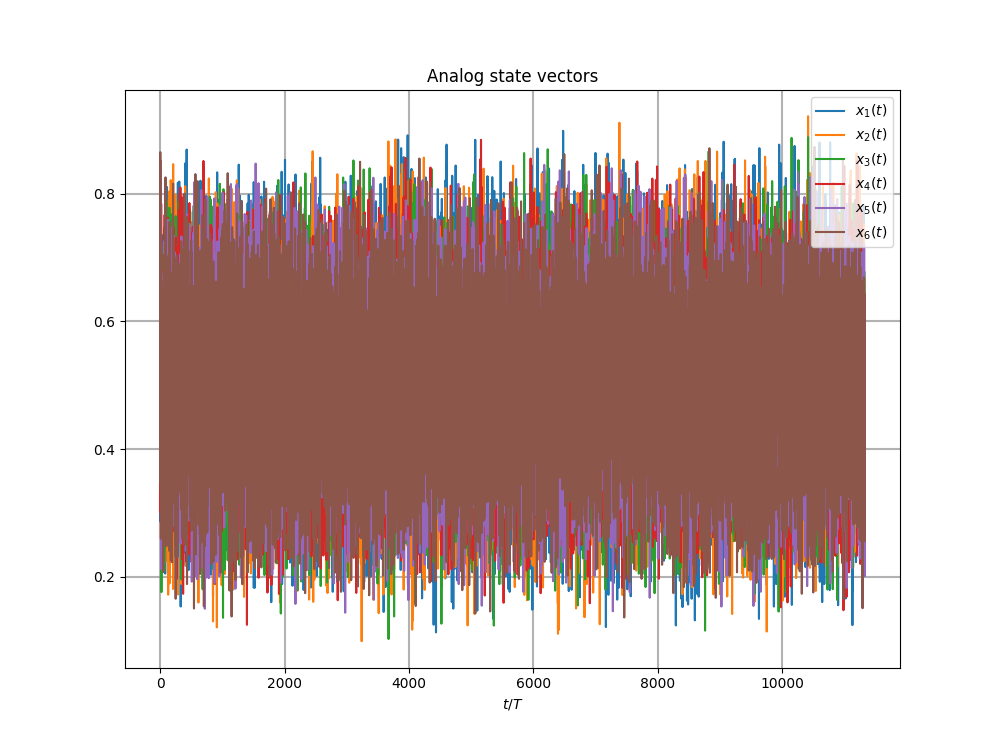 Analog state vectors
x₁(t)
x₂(t)
x₃(t)
x₄(t)
x₅(t)
x₆(t)
0.8
0.6
0.4
0.2
0 2000 4000 6000 8000 10000
t/T